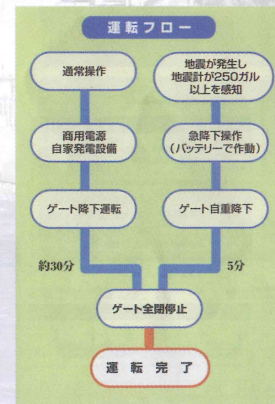 運転フロー
通常操作
地震が発生し
地震計が250ガル
以上を感知
商用電源
自家発電設備
急降下操作
(バッテリーで作動)
ゲート降下運転
ゲート自重降下
約30分
5分
ゲート全閉停止
運転完了